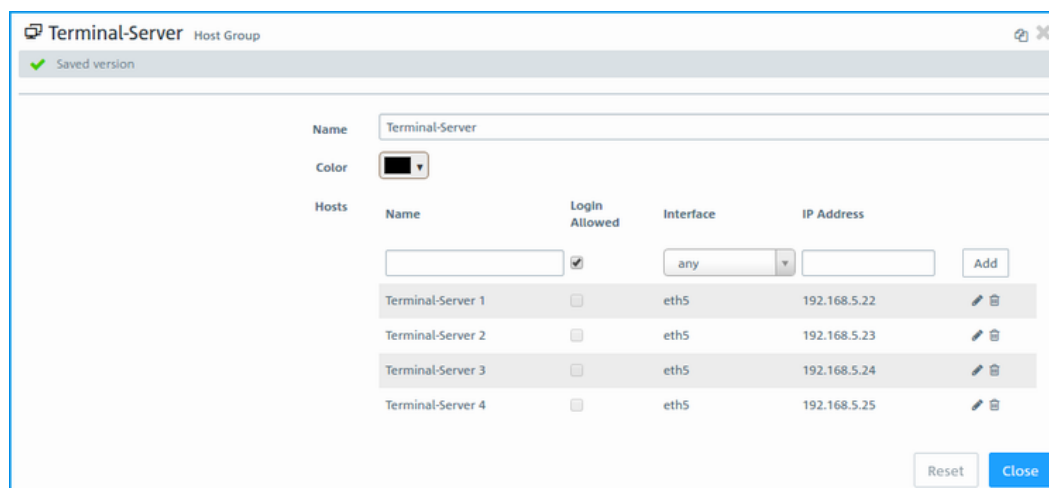 Terminal-Server Host Group
Saved version
Name Terminal-Server
Color
Hosts Name Login Allowed Interface IP Address
any Add
Terminal-Server 1 eth5 192.168.5.22
Terminal-Server 2 eth5 192.168.5.23
Terminal-Server 3 eth5 192.168.5.24
Terminal-Server 4 eth5 192.168.5.25
Reset Close